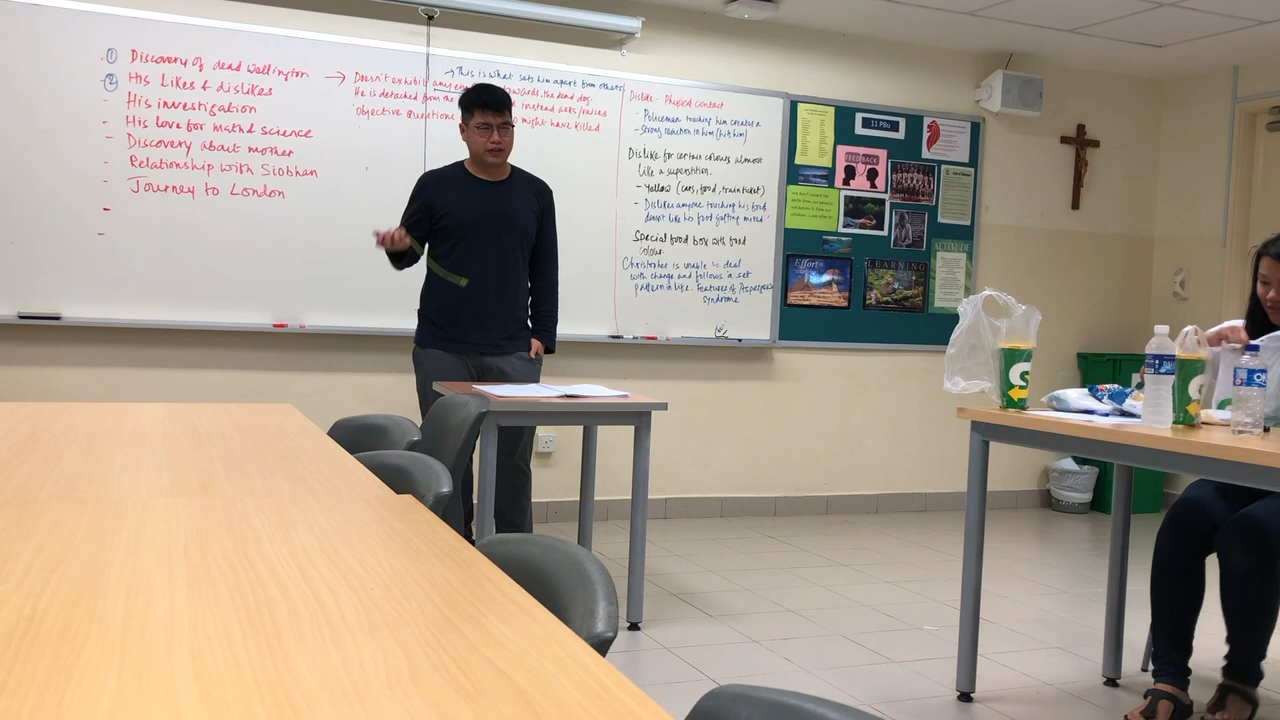 ① Discovery of dead Wellington
② His Likes & dislikes
- His investigation
- His love for Math & science
- Discovery about mother
- Relationship with Siobhan
- Journey to London
→ This is what sets him apart from others
→ Doesn't exhibit any towards the dead dog.
He is detached from the instead asks/raises
Objective Questions might have killed
Dislike - Physical contact
- Policeman touching him creates a
- strong reaction in him (hit him)
Dislike for certain colours almost
like a superstition.
- Yellow (cars, food, train ticket)
- Dislikes anyone touching his food
doesn't like his food getting mixed
Special food box with food
colour.
Christopher is unable to deal
with change and follows a set
pattern in life. Features of Asperger's
Syndrome.
11 PBu
FEEDBACK
ATTITUDE
Effort
LEARNING